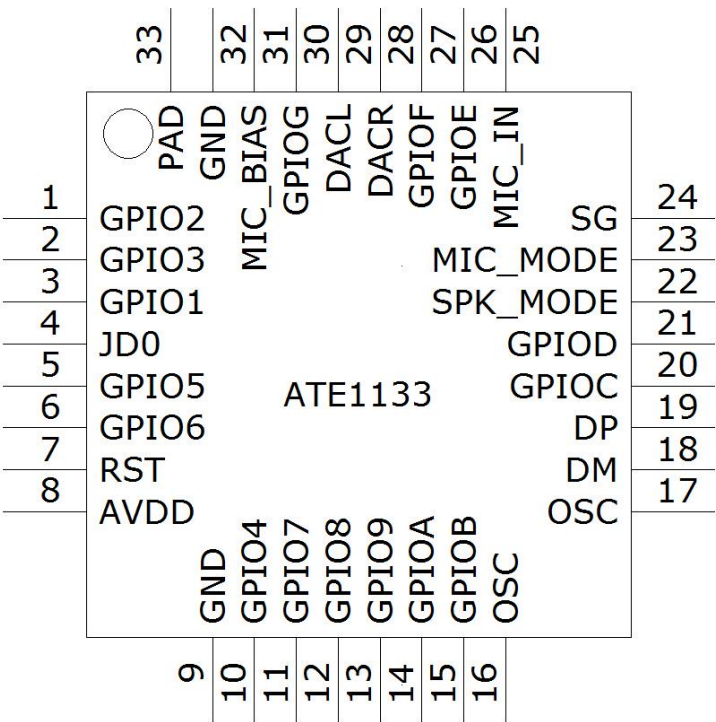 33 32 31 30 29 28 27 26 25
PAD GND MIC_BIAS GPIOG DACL DACR GPIOF GPIOE MIC_IN
1 GPIO2
2 GPIO3
3 GPIO1
4 JD0
5 GPIO5
6 GPIO6
7 RST
8 AVDD
ATE1133
SG 24
MIC_MODE 23
SPK_MODE 22
GPIOD 21
GPIOC 20
DP 19
DM 18
OSC 17
GND GPIO4 GPIO7 GPIO8 GPIO9 GPIOA GPIOB OSC
9 10 11 12 13 14 15 16